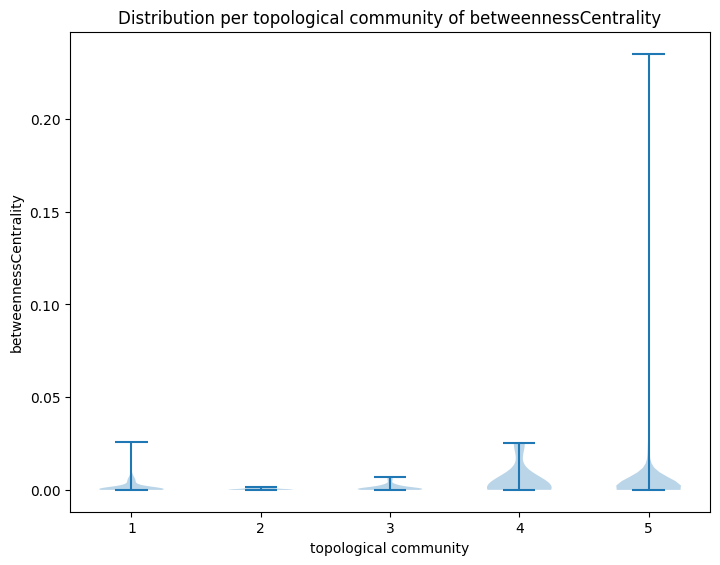 Distribution per topological community of betweennessCentrality
betweennessCentrality
0.20
0.15
0.10
0.05
0.00
1 2 3 4 5
topological community